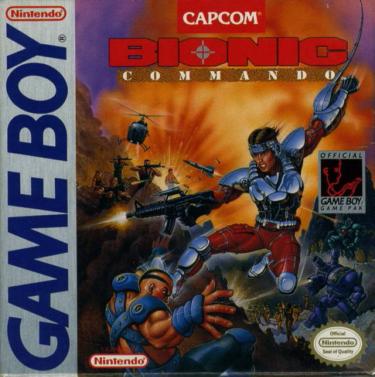 Nintendo®
GAME BOY®
CAPCOM®
BIONIC
COMMANDO
OFFICIAL
GAME BOY
GAME PAK
Nintendo
Official
Nintendo
Seal of Quality